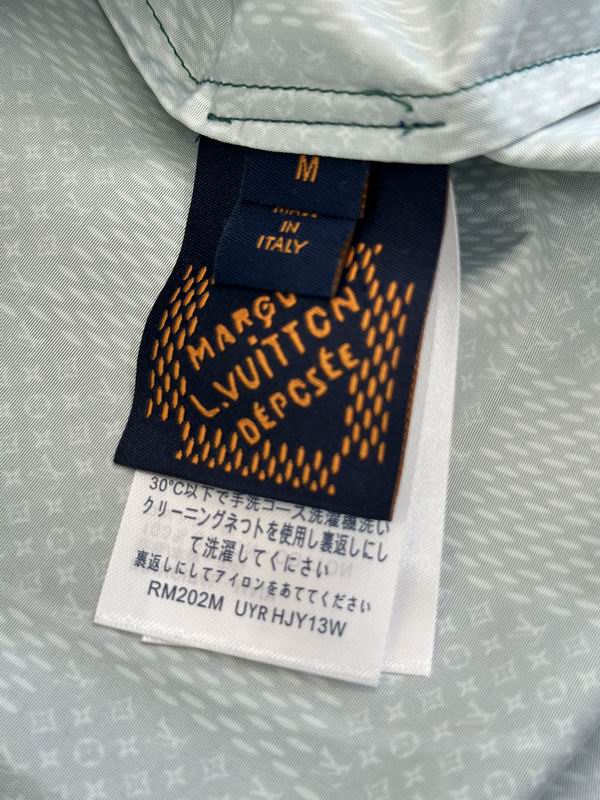 M
MADE
IN
ITALY
MARQU
L.VUITTON
DÉPOSÉE
30℃以下で手洗コース洗濯機洗い
クリーニングネットを使用し裏返しにし
て洗濯してください
裏返しにしてアイロンをあててください
RM202M UYR HJY13W